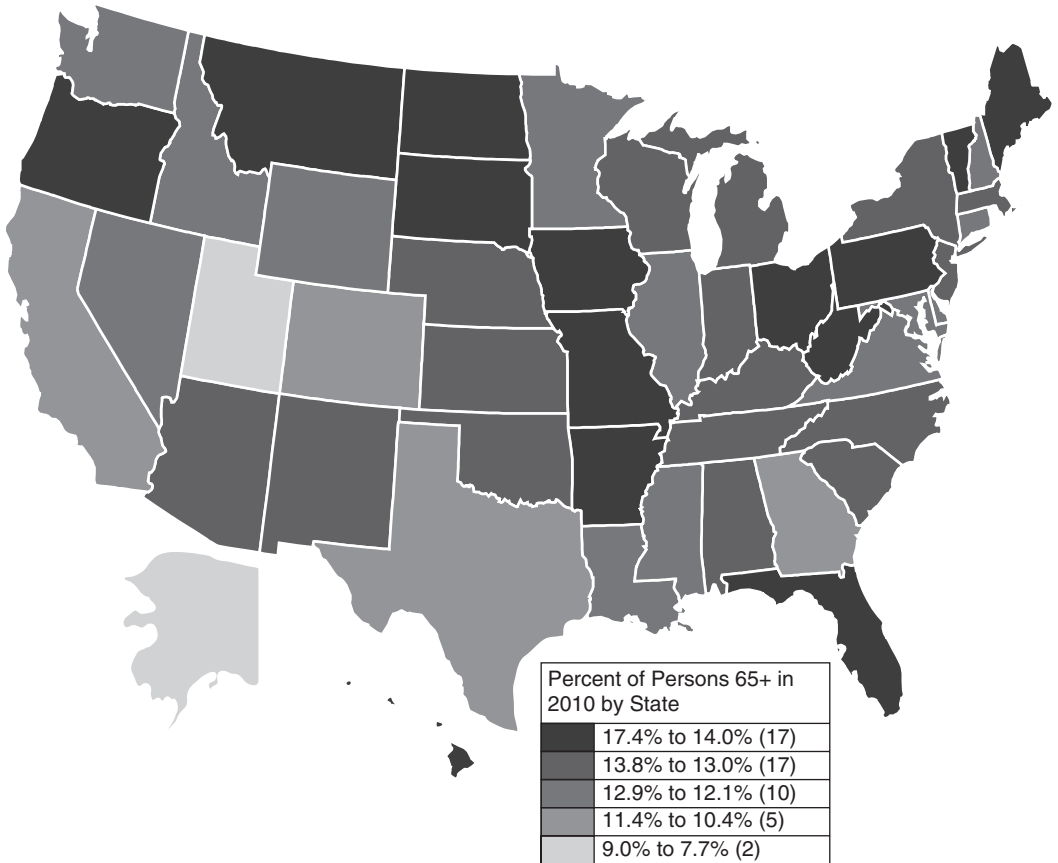 Percent of Persons 65+ in
2010 by State
17.4% to 14.0% (17)
13.8% to 13.0% (17)
12.9% to 12.1% (10)
11.4% to 10.4% (5)
9.0% to 7.7% (2)